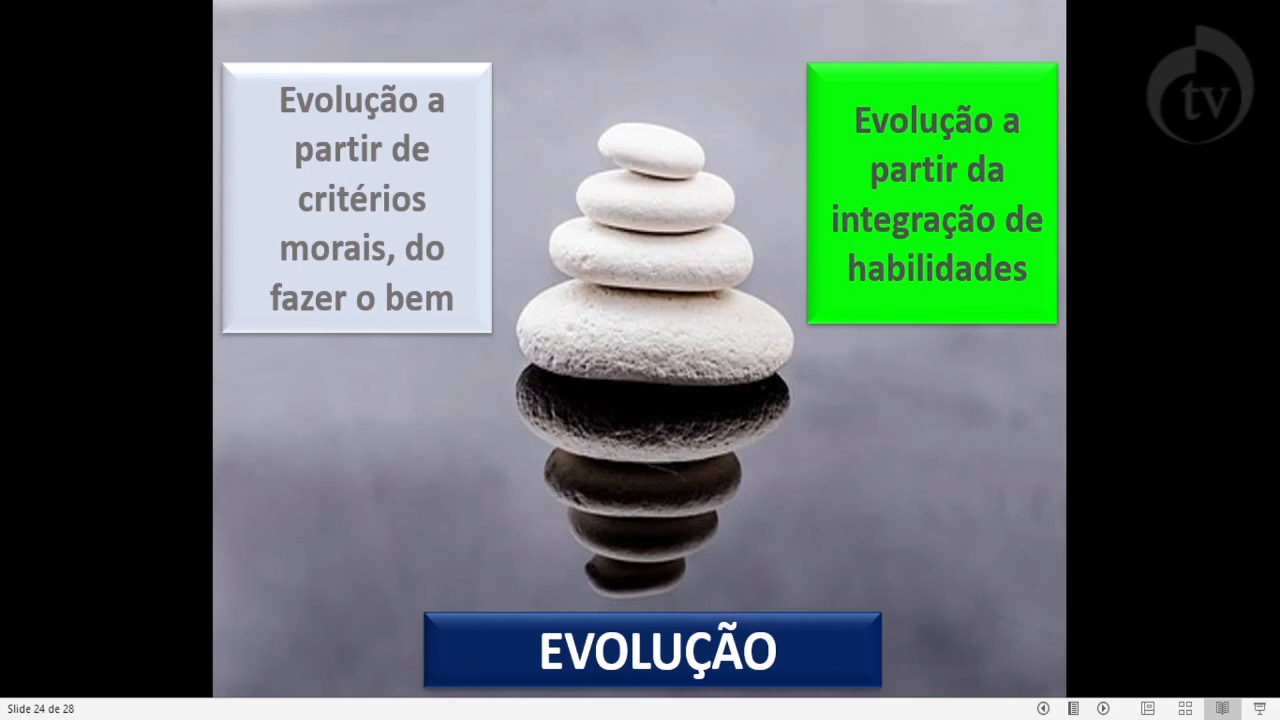 Evolução a
partir de
critérios
morais, do
fazer o bem
Evolução a
partir da
integração de
habilidades
tv
EVOLUÇÃO
Slide 24 de 28